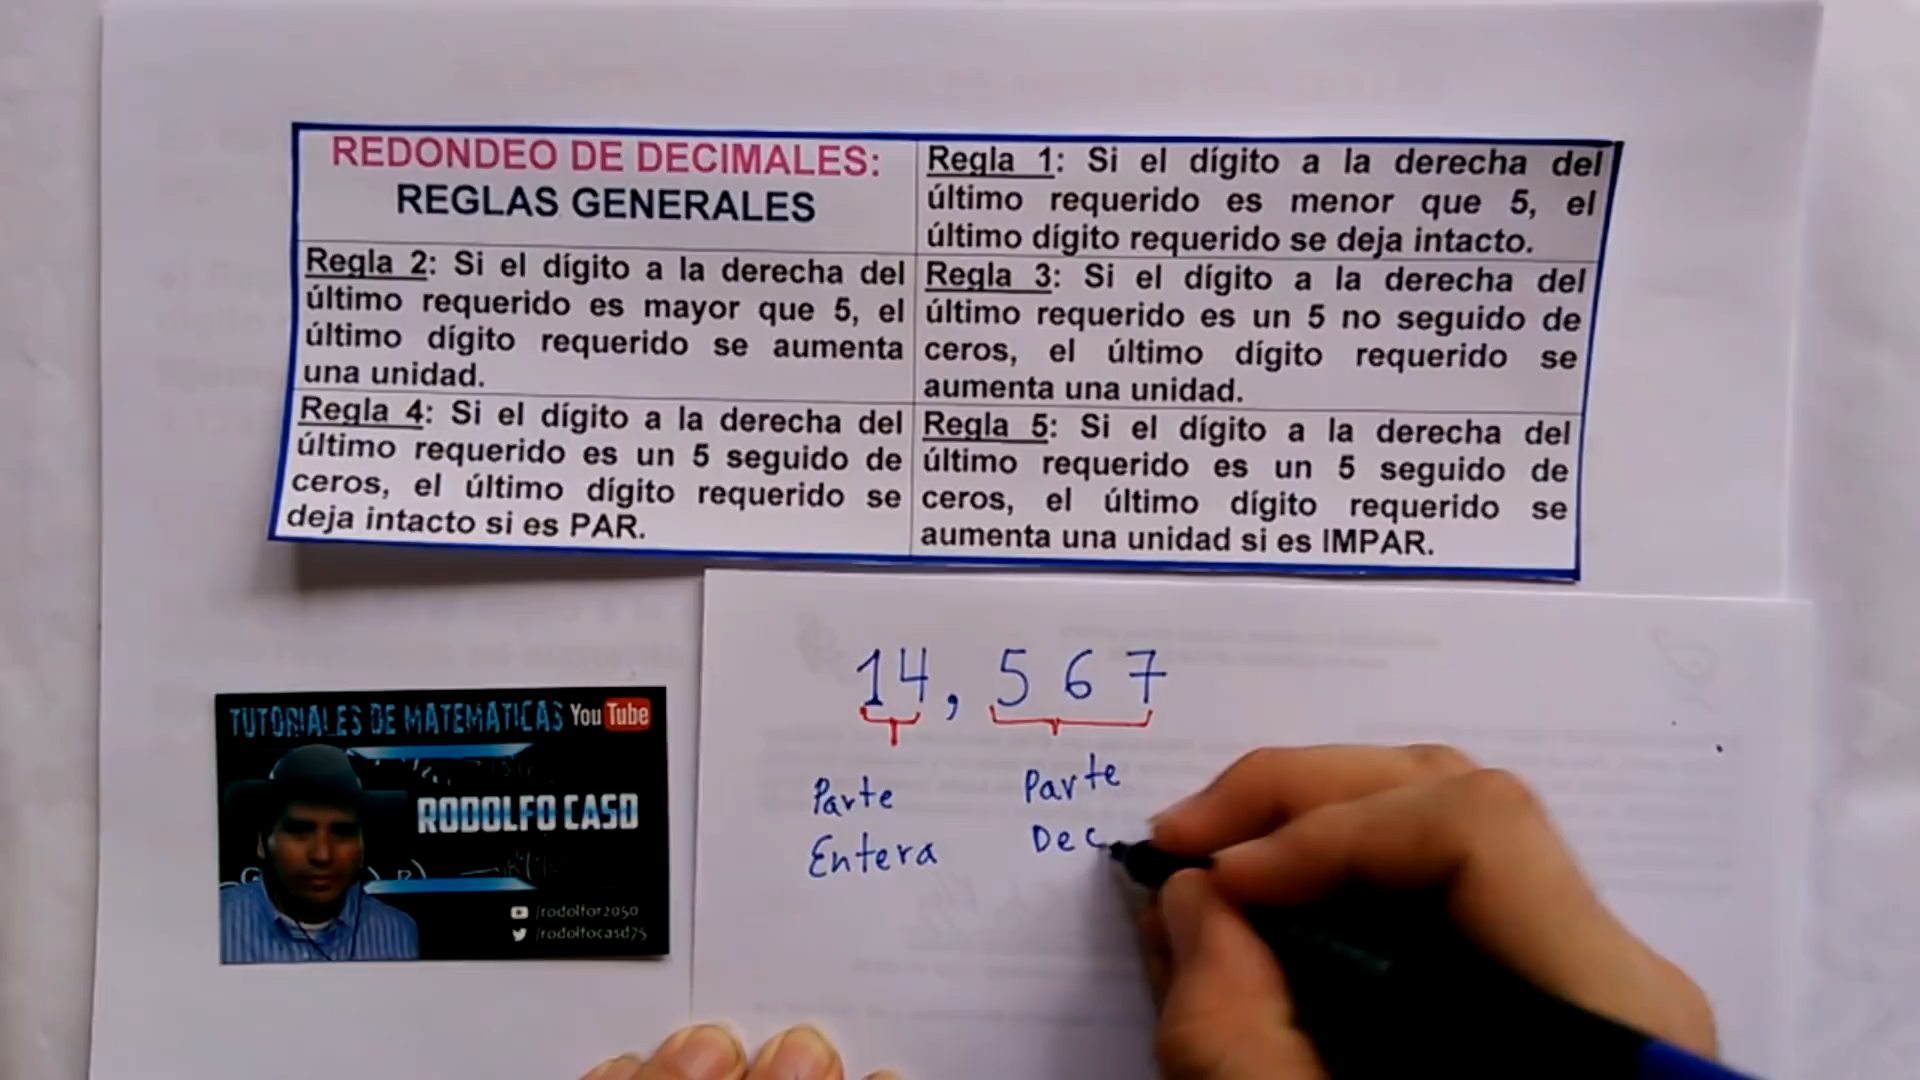 REDONDEO DE DECIMALES:
REGLAS GENERALES
Regla 1: Si el dígito a la derecha del
último requerido es menor que 5, el
último dígito requerido se deja intacto.
Regla 2: Si el dígito a la derecha del
último requerido es mayor que 5, el
último dígito requerido se aumenta
una unidad.
Regla 3: Si el dígito a la derecha del
último requerido es un 5 no seguido de
ceros, el último dígito requerido se
aumenta una unidad.
Regla 4: Si el dígito a la derecha del
último requerido es un 5 seguido de
ceros, el último dígito requerido se
deja intacto si es PAR.
Regla 5: Si el dígito a la derecha del
último requerido es un 5 seguido de
ceros, el último dígito requerido se
aumenta una unidad si es IMPAR.
14, 567
Parte
Entera
Parte
Dec
TUTORIALES DE MATEMATICAS YouTube
RODOLFO CASO
/rodolfor2050
/rodolfocaso75